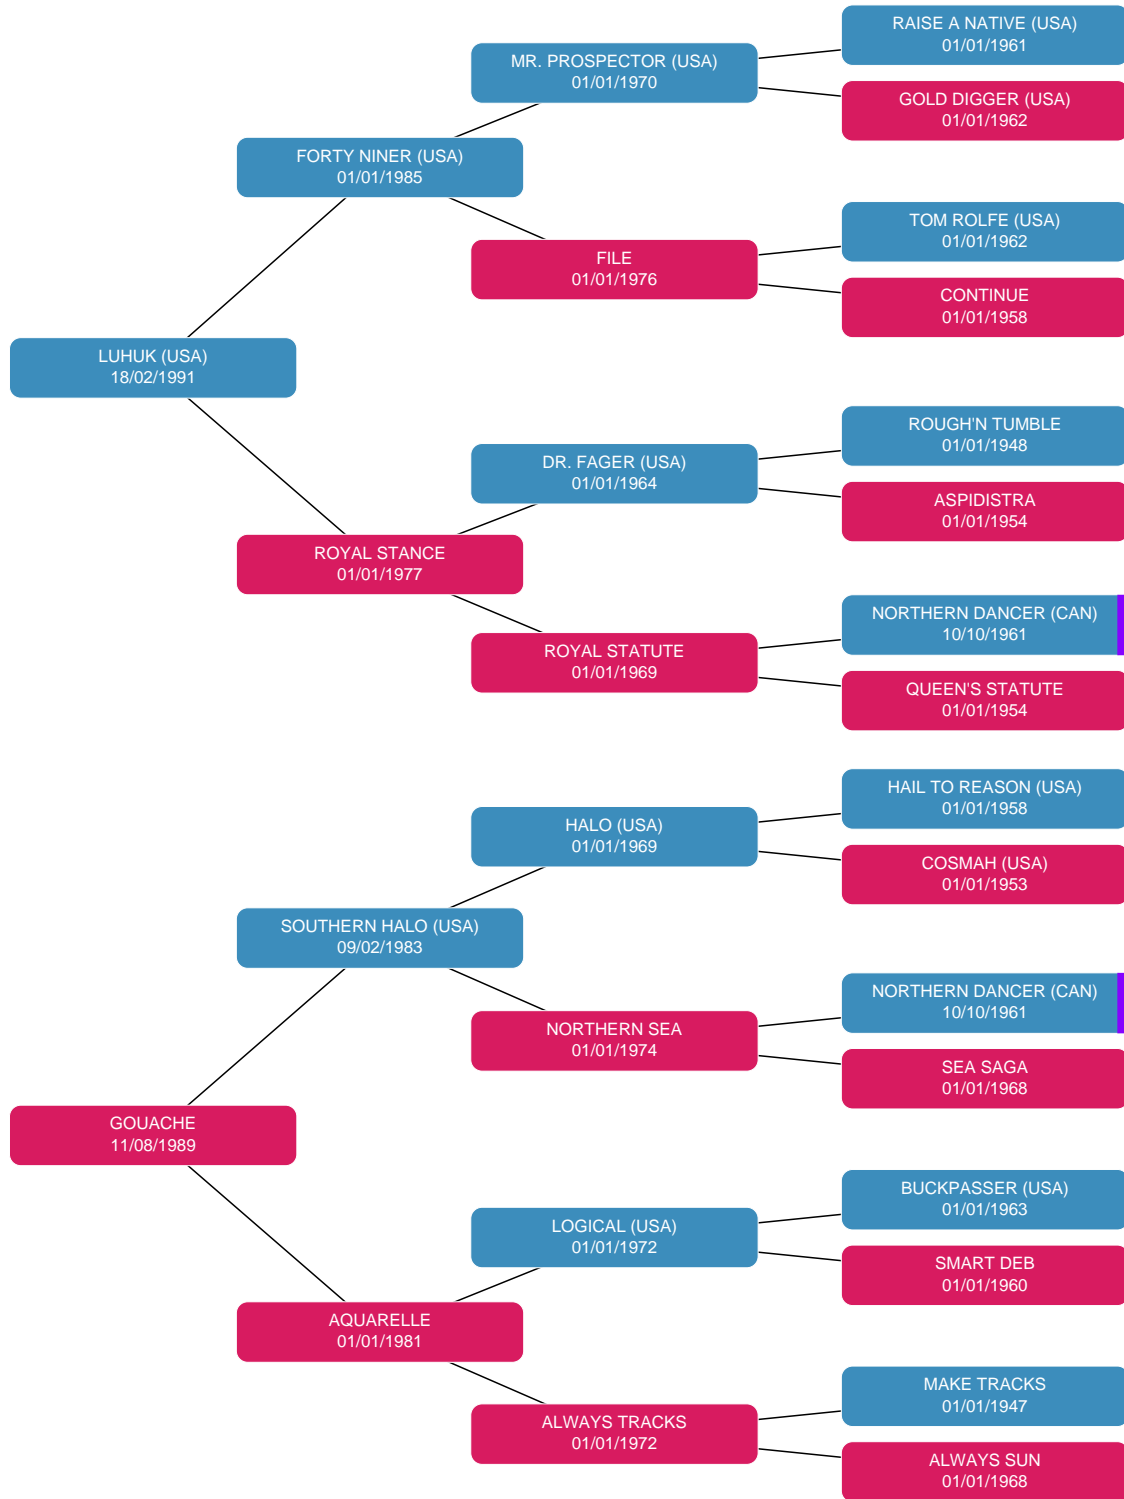 RAISE A NATIVE (USA)
01/01/1961
MR. PROSPECTOR (USA)
01/01/1970
GOLD DIGGER (USA)
01/01/1962
FORTY NINER (USA)
01/01/1985
TOM ROLFE (USA)
01/01/1962
FILE
01/01/1976
CONTINUE
01/01/1958
LUHUK (USA)
18/02/1991
ROUGH'N TUMBLE
01/01/1948
DR. FAGER (USA)
01/01/1964
ASPIDISTRA
01/01/1954
ROYAL STANCE
01/01/1977
NORTHERN DANCER (CAN)
10/10/1961
ROYAL STATUTE
01/01/1969
QUEEN'S STATUTE
01/01/1954
HAIL TO REASON (USA)
01/01/1958
HALO (USA)
01/01/1969
COSMAH (USA)
01/01/1953
SOUTHERN HALO (USA)
09/02/1983
NORTHERN DANCER (CAN)
10/10/1961
NORTHERN SEA
01/01/1974
SEA SAGA
01/01/1968
GOUACHE
11/08/1989
BUCKPASSER (USA)
01/01/1963
LOGICAL (USA)
01/01/1972
SMART DEB
01/01/1960
AQUARELLE
01/01/1981
MAKE TRACKS
01/01/1947
ALWAYS TRACKS
01/01/1972
ALWAYS SUN
01/01/1968